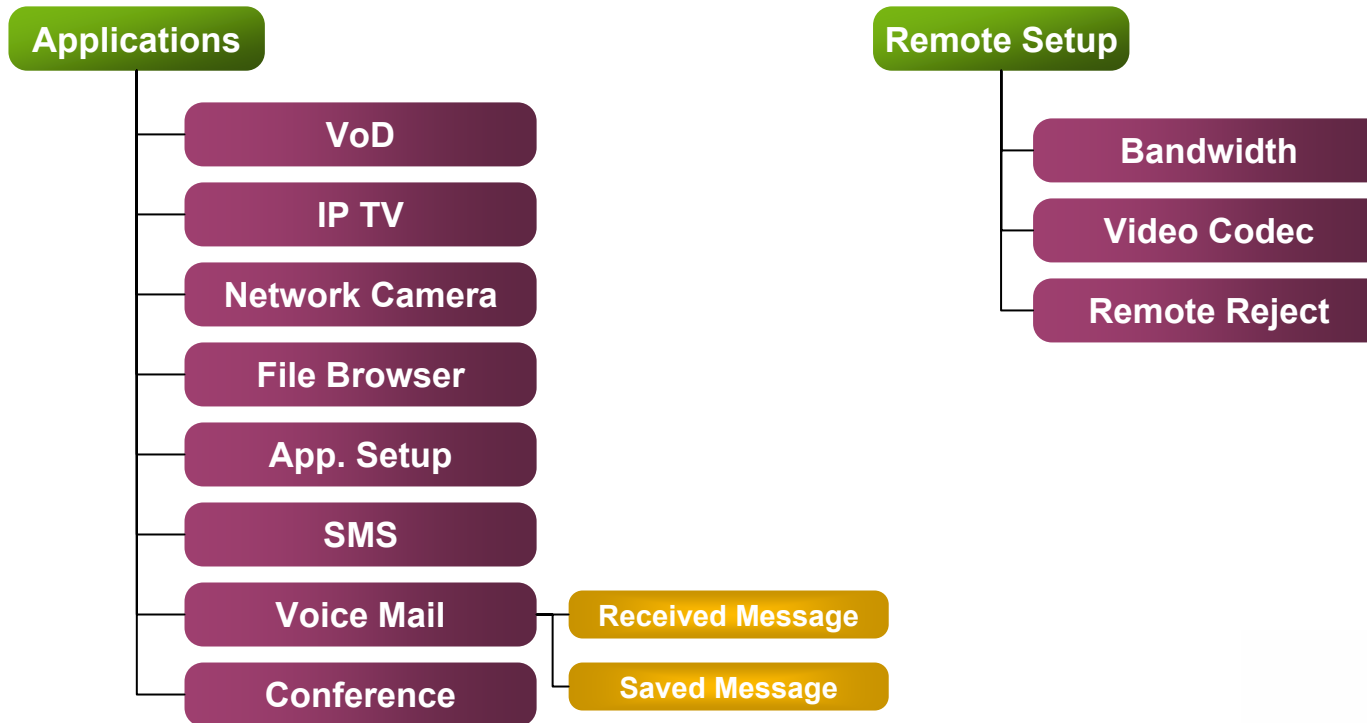 Applications
VoD
IP TV
Network Camera
File Browser
App. Setup
SMS
Voice Mail
Received Message
Saved Message
Conference
Remote Setup
Bandwidth
Video Codec
Remote Reject